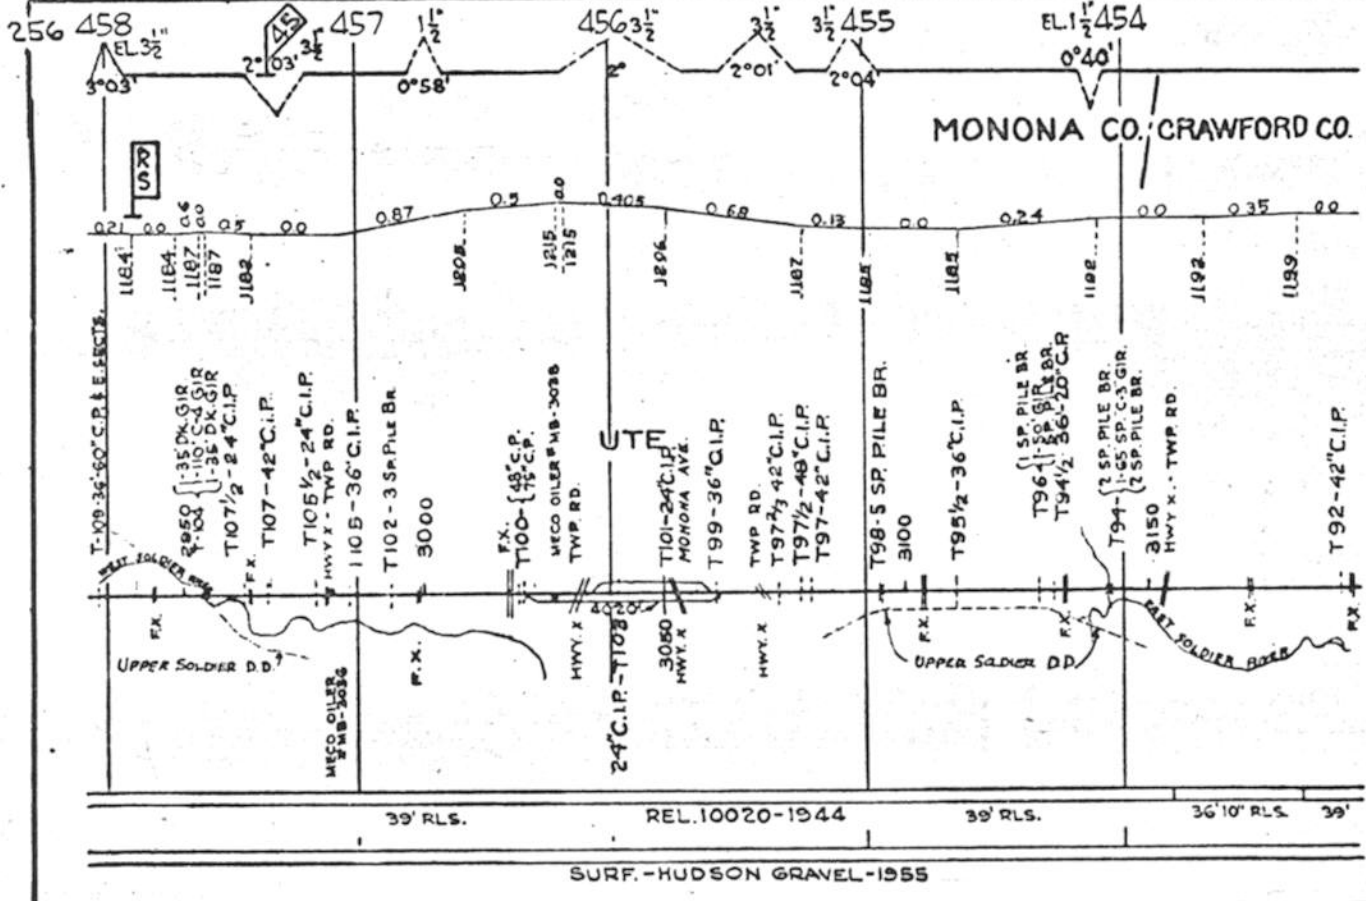 256 458 457 456 455 454
EL.3½" 45 3½" 1½" 3½" 3½" 3½" EL.1½"
3°03' 2°03' 0°58' 2° 2°01' 2°04' 0°40'
MONONA CO. CRAWFORD CO.
RS
0.21 0.0 0.6 0.0 0.5 0.0 0.87 0.5 0.0 0.405 0.68 0.13 0.0 0.24 0.0 0.35 0.0
1184 1184 1187 1187 1182 1205 1215 1215 1206 1187 1185 1185 1192 1192 1199
T-109-36"-60" C.P. & E. SECTS.
T-104 {1-35' DK. GIR
1-110' C-4 GIR
1-35' DK. GIR
T107½-24" C.I.P.
T107-42" C.I.P.
T105½-24" C.I.P.
HWY X - TWP RD.
T105-36" C.I.P.
T102-3 SP. PILE BR.
3000
F.X.
T100-{48" C.P.
75" C.P.
MECO OILER # MB-303B
TWP. RD.
UTE
T101-24" C.I.P.
MONONA AVE.
T99-36" C.I.P.
TWP RD.
T97⅔ 42" C.I.P.
T97½-48" C.I.P.
T97-42" C.I.P.
T98-5 SP. PILE BR.
3100
T95½-36" C.I.P.
T96-{1 SP. PILE BR.
1-50' GIR.
1 SP. PILE BR.
T94½ 36-20" C.P.
T94-{2 SP. PILE BR.
1-65 SP. C-3 GIR.
2 SP. PILE BR.
3150
HWY X. - TWP. RD.
T92-42" C.I.P.
WEST SOLDIER RIVER
F.X.
F.X.
UPPER SOLDIER D.D.
MECO OILER
# MB-303G
F.X.
HWY. X
4020
24" C.I.P.-T103
3050
HWY. X
HWY. X
UPPER SOLDIER D.D.
F.X.
F.X.
EAST SOLDIER RIVER
F.X.
F.X.
39' RLS. REL.10020-1944 39' RLS. 36'10" RLS. 39'
SURF.-HUDSON GRAVEL-1955